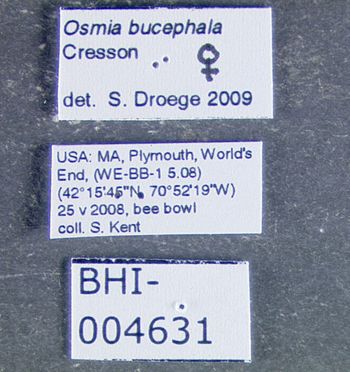 Osmia bucephala
Cresson ♀
det. S. Droege 2009
USA: MA, Plymouth, World's
End, (WE-BB-1 5.08)
(42°15'45"N, 70°52'19"W)
25 v 2008, bee bowl
coll. S. Kent
BHI-
004631